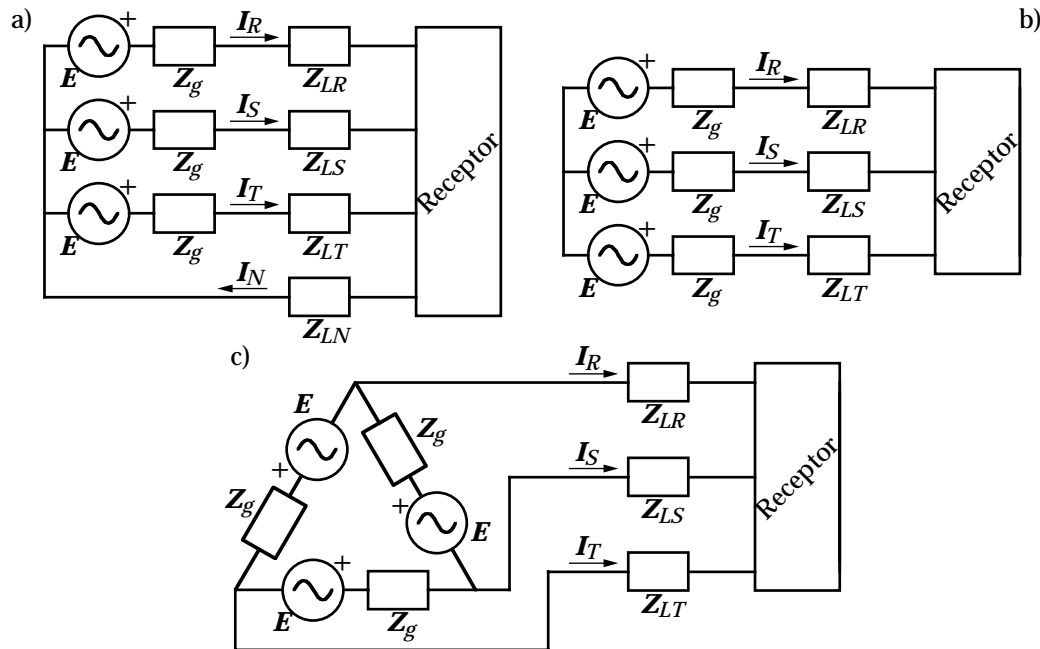 a)
E + Z_g I_R Z_LR
E + Z_g I_S Z_LS
E + Z_g I_T Z_LT
I_N Z_LN
Receptor
b)
E + Z_g I_R Z_LR
E + Z_g I_S Z_LS
E + Z_g I_T Z_LT
Receptor
c)
E + Z_g
Z_g + E
E + Z_g
I_R Z_LR
I_S Z_LS
I_T Z_LT
Receptor